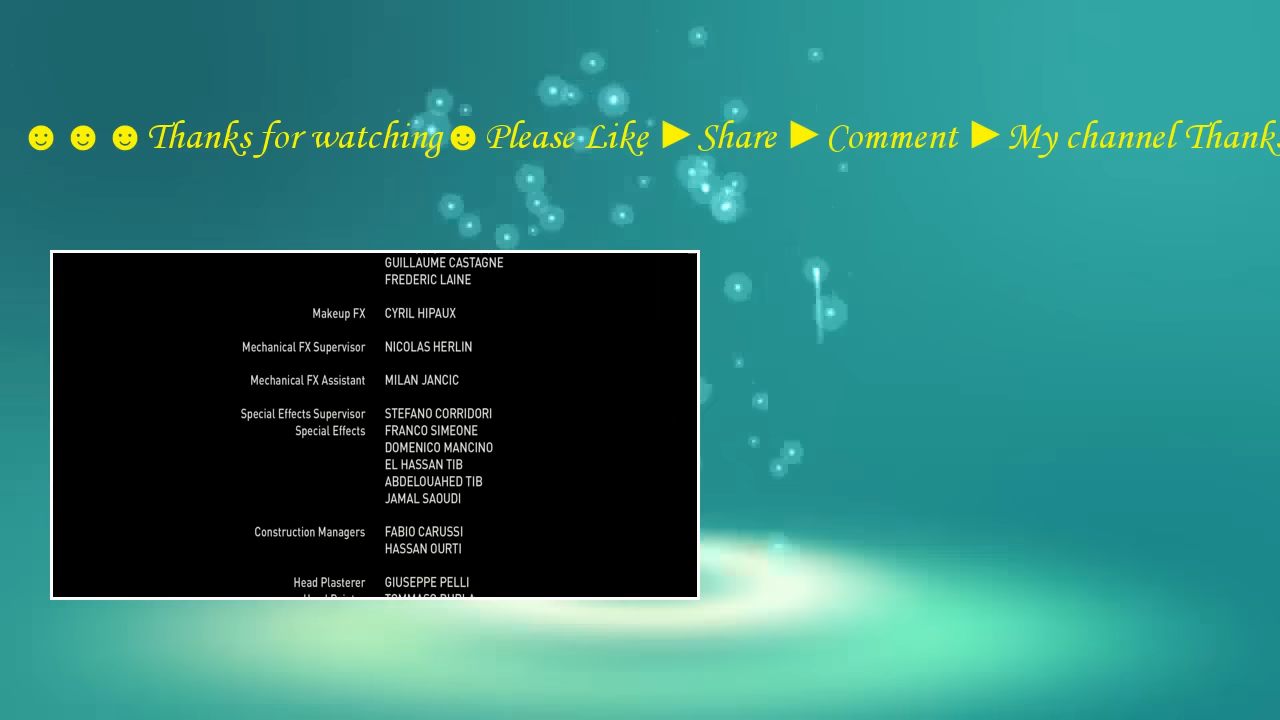 ☻ ☻ ☻ Thanks for watching☻ Please Like ► Share ► Comment ► My channel Thanks
GUILLAUME CASTAGNE
FREDERIC LAINE
Makeup FX CYRIL HIPAUX
Mechanical FX Supervisor NICOLAS HERLIN
Mechanical FX Assistant MILAN JANCIC
Special Effects Supervisor STEFANO CORRIDORI
Special Effects FRANCO SIMEONE
DOMENICO MANCINO
EL HASSAN TIB
ABDELOUAHED TIB
JAMAL SAOUDI
Construction Managers FABIO CARUSSI
HASSAN OURTI
Head Plasterer GIUSEPPE PELLI